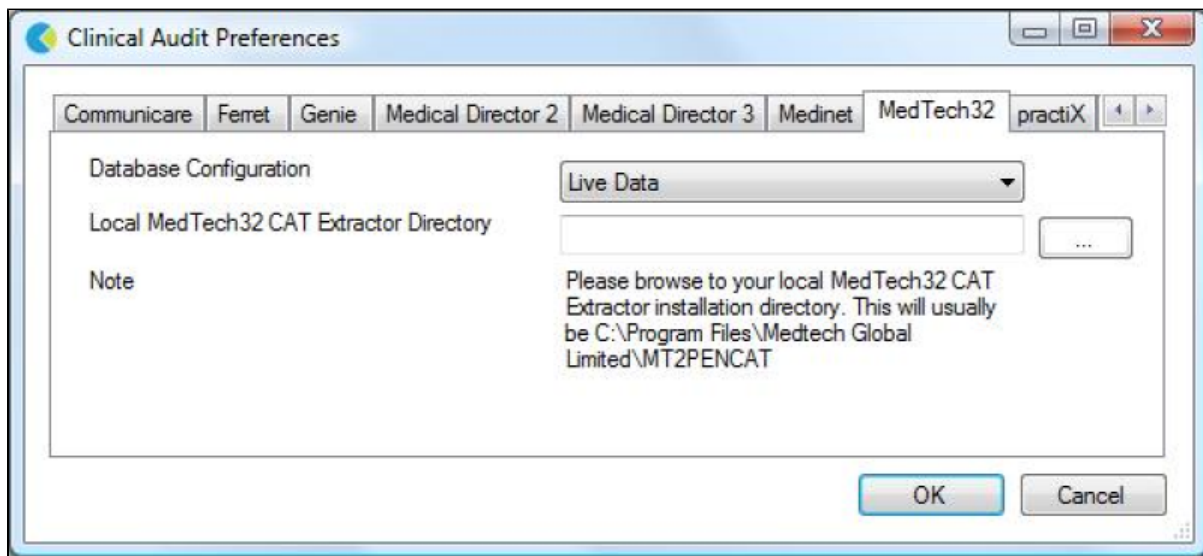 Clinical Audit Preferences
Communicare Ferret Genie Medical Director 2 Medical Director 3 Medinet MedTech32 practiX
Database Configuration Live Data
Local MedTech32 CAT Extractor Directory ...
Note Please browse to your local MedTech32 CAT
Extractor installation directory. This will usually
be C:\Program Files\Medtech Global
Limited\MT2PENCAT
OK Cancel